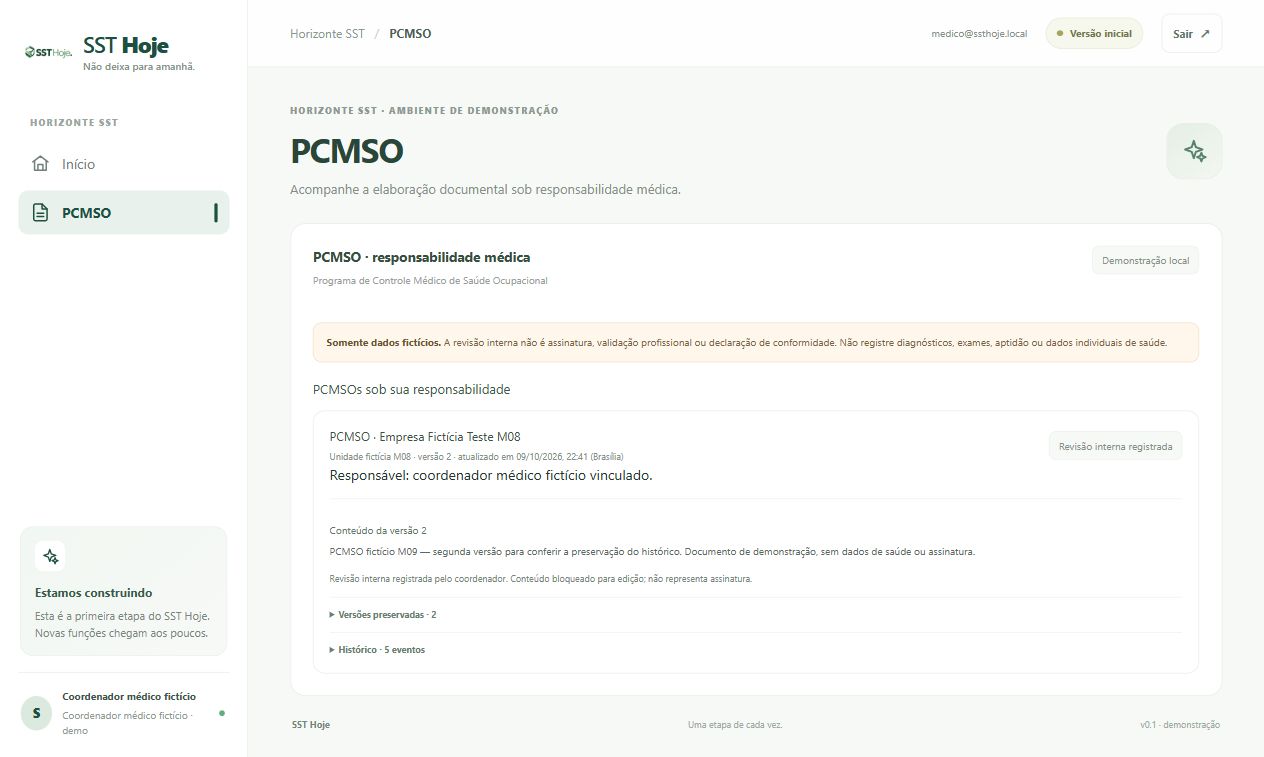 SST Hoje.
SST Hoje
Não deixa para amanhã.
HORIZONTE SST
Início
PCMSO
Estamos construindo
Esta é a primeira etapa do SST Hoje.
Novas funções chegam aos poucos.
S
Coordenador médico fictício
Coordenador médico fictício ·
demo
Horizonte SST / PCMSO
medico@ssthoje.local
Versão inicial
Sair ↗
HORIZONTE SST · AMBIENTE DE DEMONSTRAÇÃO
PCMSO
Acompanhe a elaboração documental sob responsabilidade médica.
PCMSO · responsabilidade médica
Programa de Controle Médico de Saúde Ocupacional
Demonstração local
Somente dados fictícios. A revisão interna não é assinatura, validação profissional ou declaração de conformidade. Não registre diagnósticos, exames, aptidão ou dados individuais de saúde.
PCMSOs sob sua responsabilidade
PCMSO · Empresa Fictícia Teste M08
Unidade fictícia M08 · versão 2 · atualizado em 09/10/2026, 22:41 (Brasília)
Responsável: coordenador médico fictício vinculado.
Revisão interna registrada
Conteúdo da versão 2
PCMSO fictício M09 — segunda versão para conferir a preservação do histórico. Documento de demonstração, sem dados de saúde ou assinatura.
Revisão interna registrada pelo coordenador. Conteúdo bloqueado para edição; não representa assinatura.
▸ Versões preservadas · 2
▸ Histórico · 5 eventos
SST Hoje
Uma etapa de cada vez.
v0.1 · demonstração